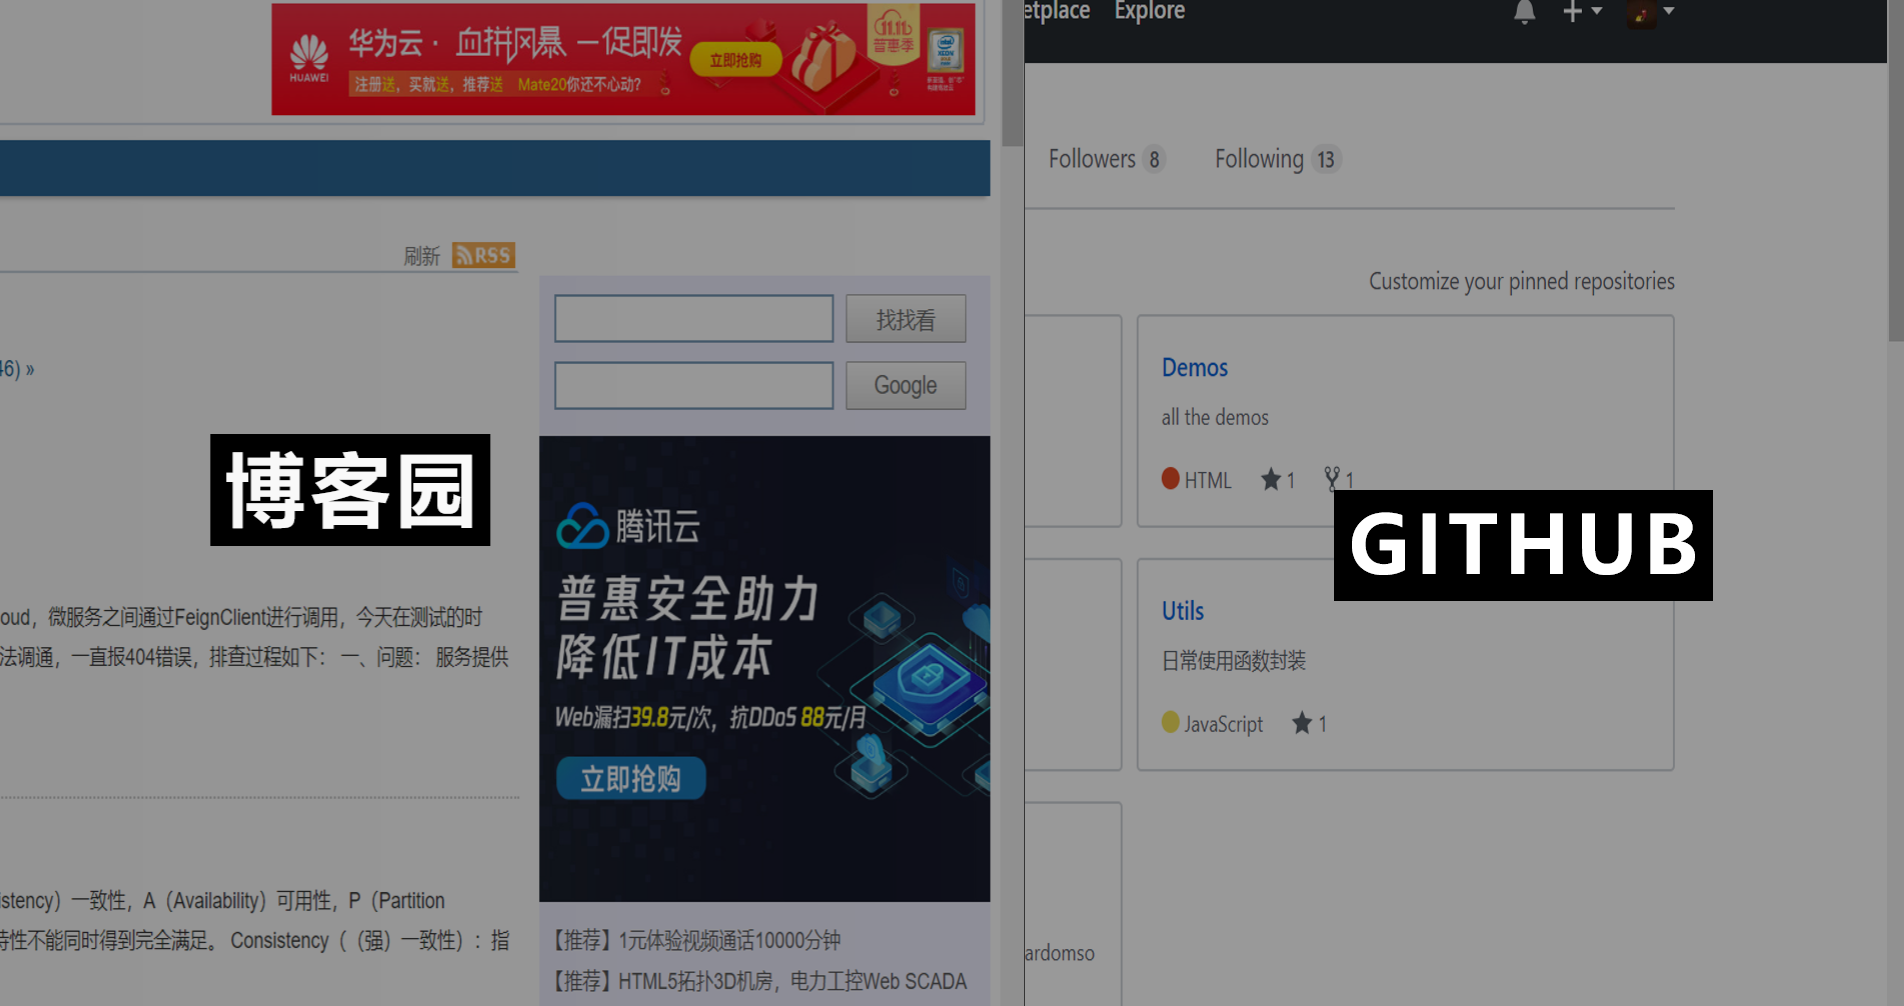 HUAWEI
华为云 · 血拼风暴 一促即发
注册送，买就送，推荐送 Mate20你还不心动？
立即抢购
11.11
普惠季
刷新 RSS
找找看
Google
46) »
博客园
腾讯云
普惠安全助力
降低IT成本
Web漏扫39.8元/次，抗DDoS 88元/月
立即抢购
oud，微服务之间通过FeignClient进行调用，今天在测试的时
法调通，一直报404错误，排查过程如下： 一、问题： 服务提供
istency）一致性，A（Availability）可用性，P（Partition
特性不能同时得到完全满足。 Consistency（（强）一致性）：指
【推荐】1元体验视频通话10000分钟
【推荐】HTML5拓扑3D机房，电力工控Web SCADA
etplace Explore
Followers 8 Following 13
Customize your pinned repositories
Demos
all the demos
HTML 1 1
GITHUB
Utils
日常使用函数封装
JavaScript 1
ardomso